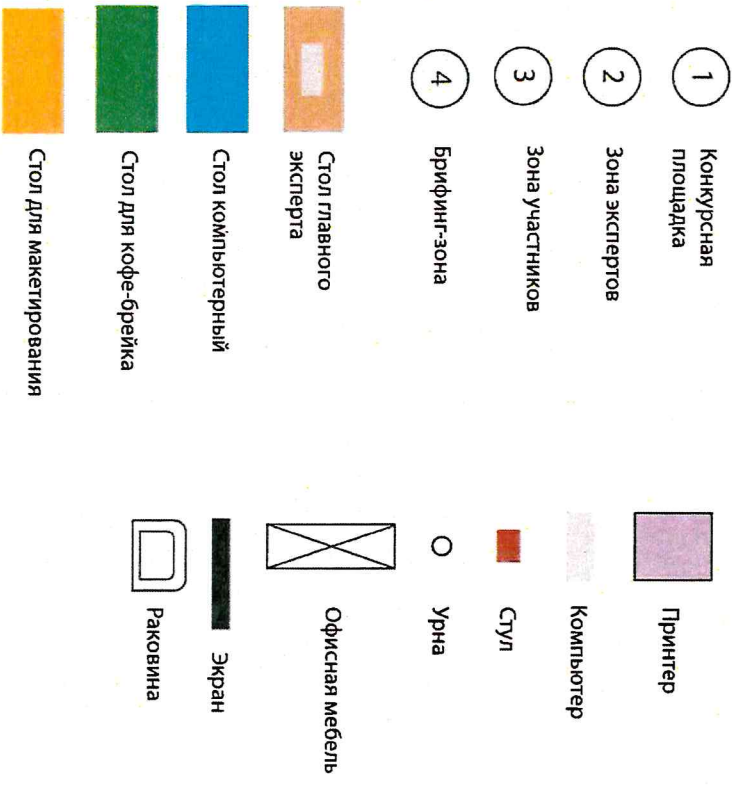 1
Конкурсная
площадка
2
Зона экспертов
3
Зона участников
4
Брифинг-зона
Стол главного
эксперта
Стол компьютерный
Стол для кофе-брейка
Стол для макетирования
Принтер
Компьютер
Стул
Урна
Офисная мебель
Экран
Раковина